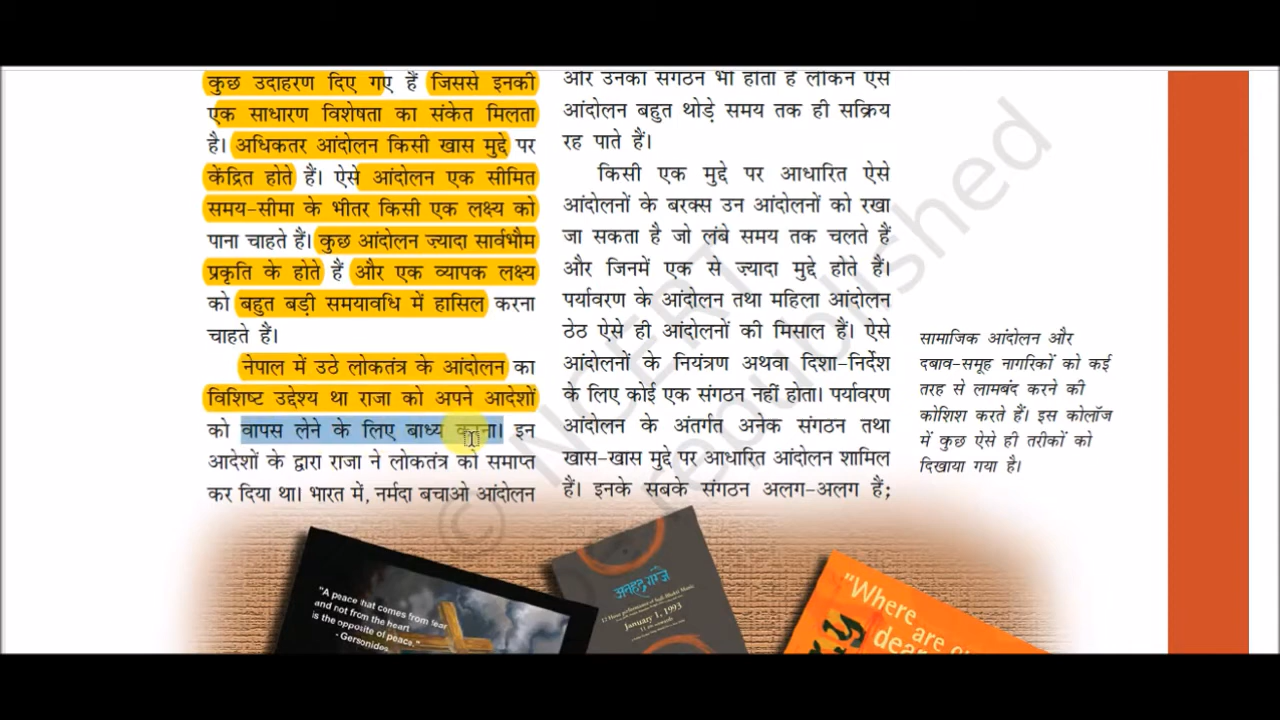 कुछ उदाहरण दिए गए हैं जिससे इनकी
एक साधारण विशेषता का संकेत मिलता
है। अधिकतर आंदोलन किसी खास मुद्दे पर
केंद्रित होते हैं। ऐसे आंदोलन एक सीमित
समय-सीमा के भीतर किसी एक लक्ष्य को
पाना चाहते हैं। कुछ आंदोलन ज़्यादा सार्वभौम
प्रकृति के होते हैं और एक व्यापक लक्ष्य
को बहुत बड़ी समयावधि में हासिल करना
चाहते हैं।
नेपाल में उठे लोकतंत्र के आंदोलन का
विशिष्ट उद्देश्य था राजा को अपने आदेशों
को वापस लेने के लिए बाध्य करना। इन
आदेशों के द्वारा राजा ने लोकतंत्र को समाप्त
कर दिया था। भारत में, नर्मदा बचाओ आंदोलन
और उनका संगठन भी होता है लेकिन ऐसे
आंदोलन बहुत थोड़े समय तक ही सक्रिय
रह पाते हैं।
किसी एक मुद्दे पर आधारित ऐसे
आंदोलनों के बरक्स उन आंदोलनों को रखा
जा सकता है जो लंबे समय तक चलते हैं
और जिनमें एक से ज़्यादा मुद्दे होते हैं।
पर्यावरण के आंदोलन तथा महिला आंदोलन
ठेठ ऐसे ही आंदोलनों की मिसाल हैं। ऐसे
आंदोलनों के नियंत्रण अथवा दिशा-निर्देश
के लिए कोई एक संगठन नहीं होता। पर्यावरण
आंदोलन के अंतर्गत अनेक संगठन तथा
खास-खास मुद्दे पर आधारित आंदोलन शामिल
हैं। इनके सबके संगठन अलग-अलग हैं;
सामाजिक आंदोलन और
दबाव-समूह नागरिकों को कई
तरह से लामबंद करने की
कोशिश करते हैं। इस कोलॉज
में कुछ ऐसे ही तरीकों को
दिखाया गया है।
© NCERT
republished
"A peace that comes from fear
and not from the heart
is the opposite of peace."
- Gersonides
अनहद गरजे
January 1, 1993
"Where are